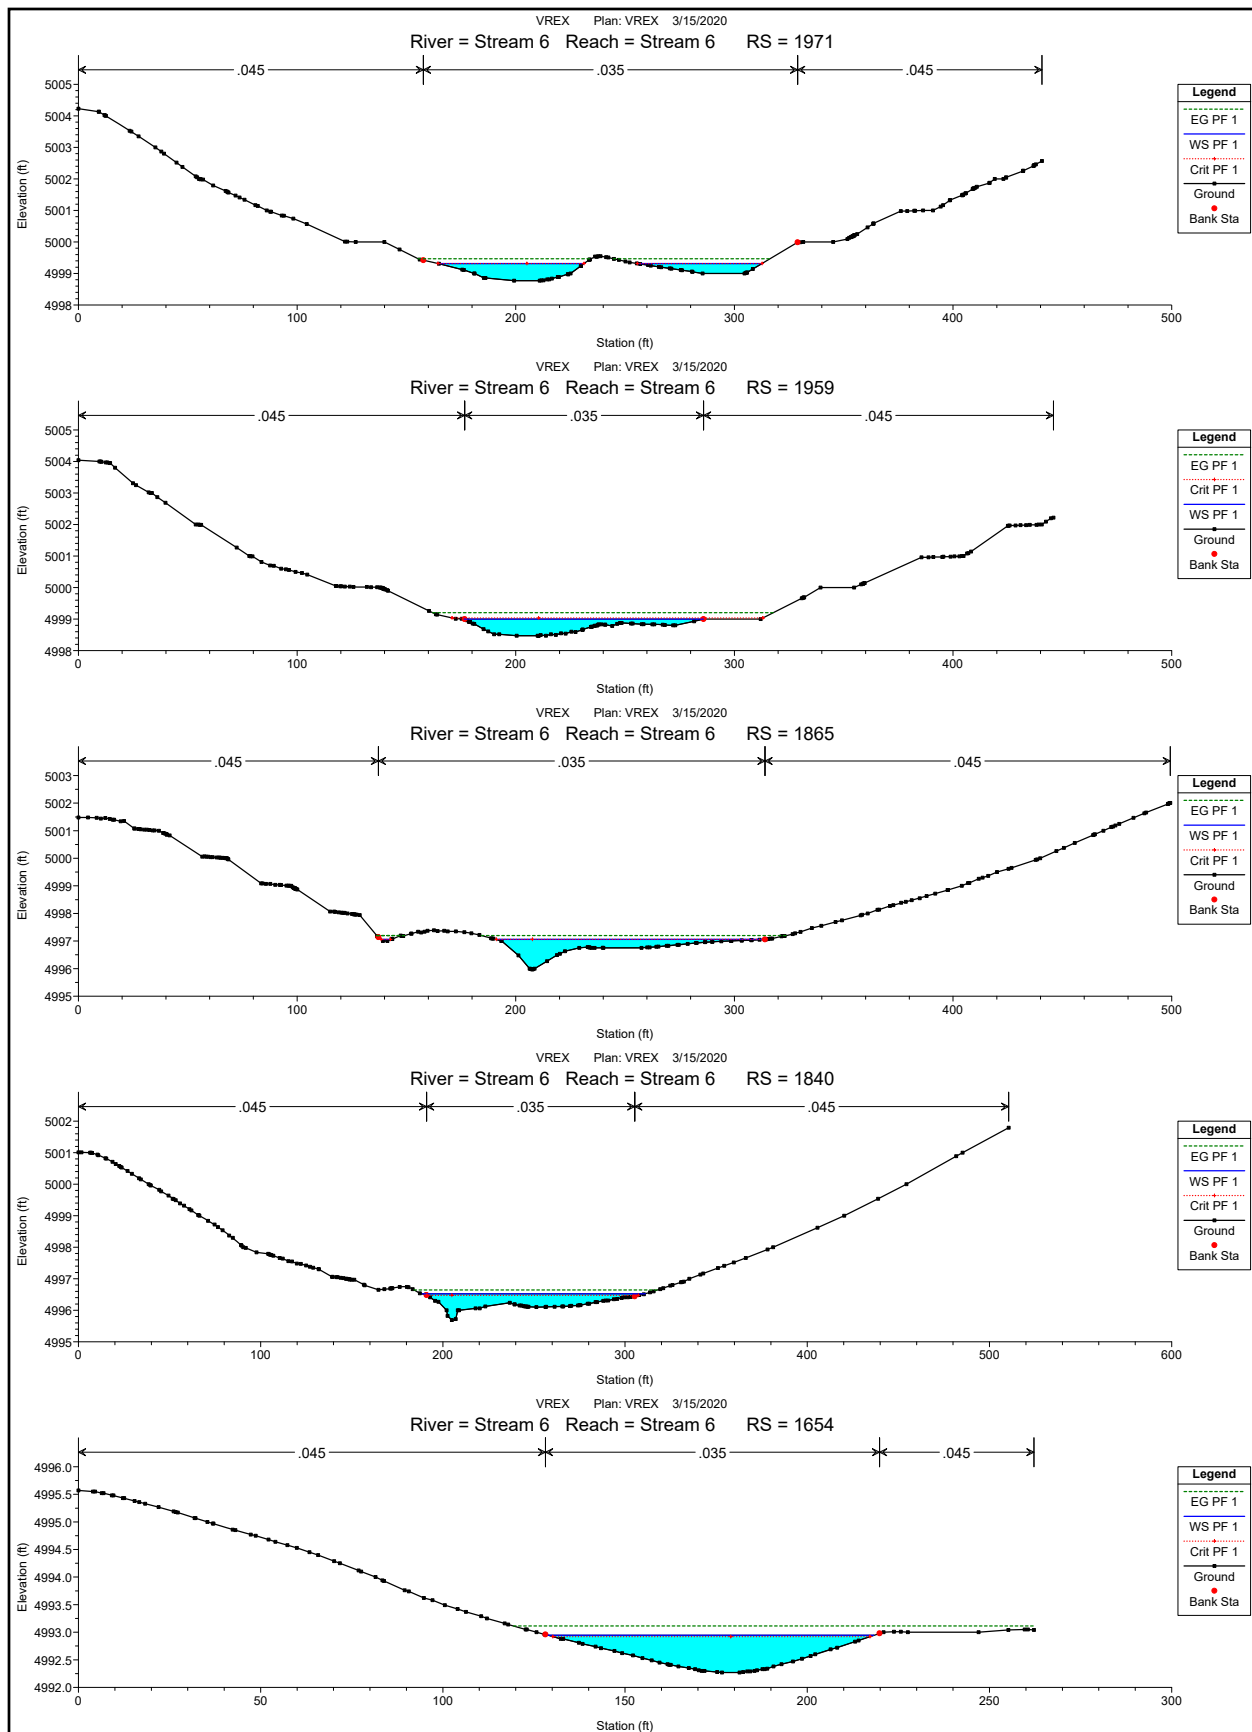 VREX Plan: VREX 3/15/2020
River = Stream 6 Reach = Stream 6 RS = 1971
.045 .035 .045
Elevation (ft)
5005
5004
5003
5002
5001
5000
4999
4998
0 100 200 300 400 500
Station (ft)
Legend
EG PF 1
WS PF 1
Crit PF 1
Ground
Bank Sta
VREX Plan: VREX 3/15/2020
River = Stream 6 Reach = Stream 6 RS = 1959
.045 .035 .045
Elevation (ft)
5005
5004
5003
5002
5001
5000
4999
4998
0 100 200 300 400 500
Station (ft)
Legend
EG PF 1
Crit PF 1
WS PF 1
Ground
Bank Sta
VREX Plan: VREX 3/15/2020
River = Stream 6 Reach = Stream 6 RS = 1865
.045 .035 .045
Elevation (ft)
5003
5002
5001
5000
4999
4998
4997
4996
4995
0 100 200 300 400 500
Station (ft)
Legend
EG PF 1
WS PF 1
Crit PF 1
Ground
Bank Sta
VREX Plan: VREX 3/15/2020
River = Stream 6 Reach = Stream 6 RS = 1840
.045 .035 .045
Elevation (ft)
5002
5001
5000
4999
4998
4997
4996
4995
0 100 200 300 400 500 600
Station (ft)
Legend
EG PF 1
WS PF 1
Crit PF 1
Ground
Bank Sta
VREX Plan: VREX 3/15/2020
River = Stream 6 Reach = Stream 6 RS = 1654
.045 .035 .045
Elevation (ft)
4996.0
4995.5
4995.0
4994.5
4994.0
4993.5
4993.0
4992.5
4992.0
0 50 100 150 200 250 300
Station (ft)
Legend
EG PF 1
WS PF 1
Crit PF 1
Ground
Bank Sta